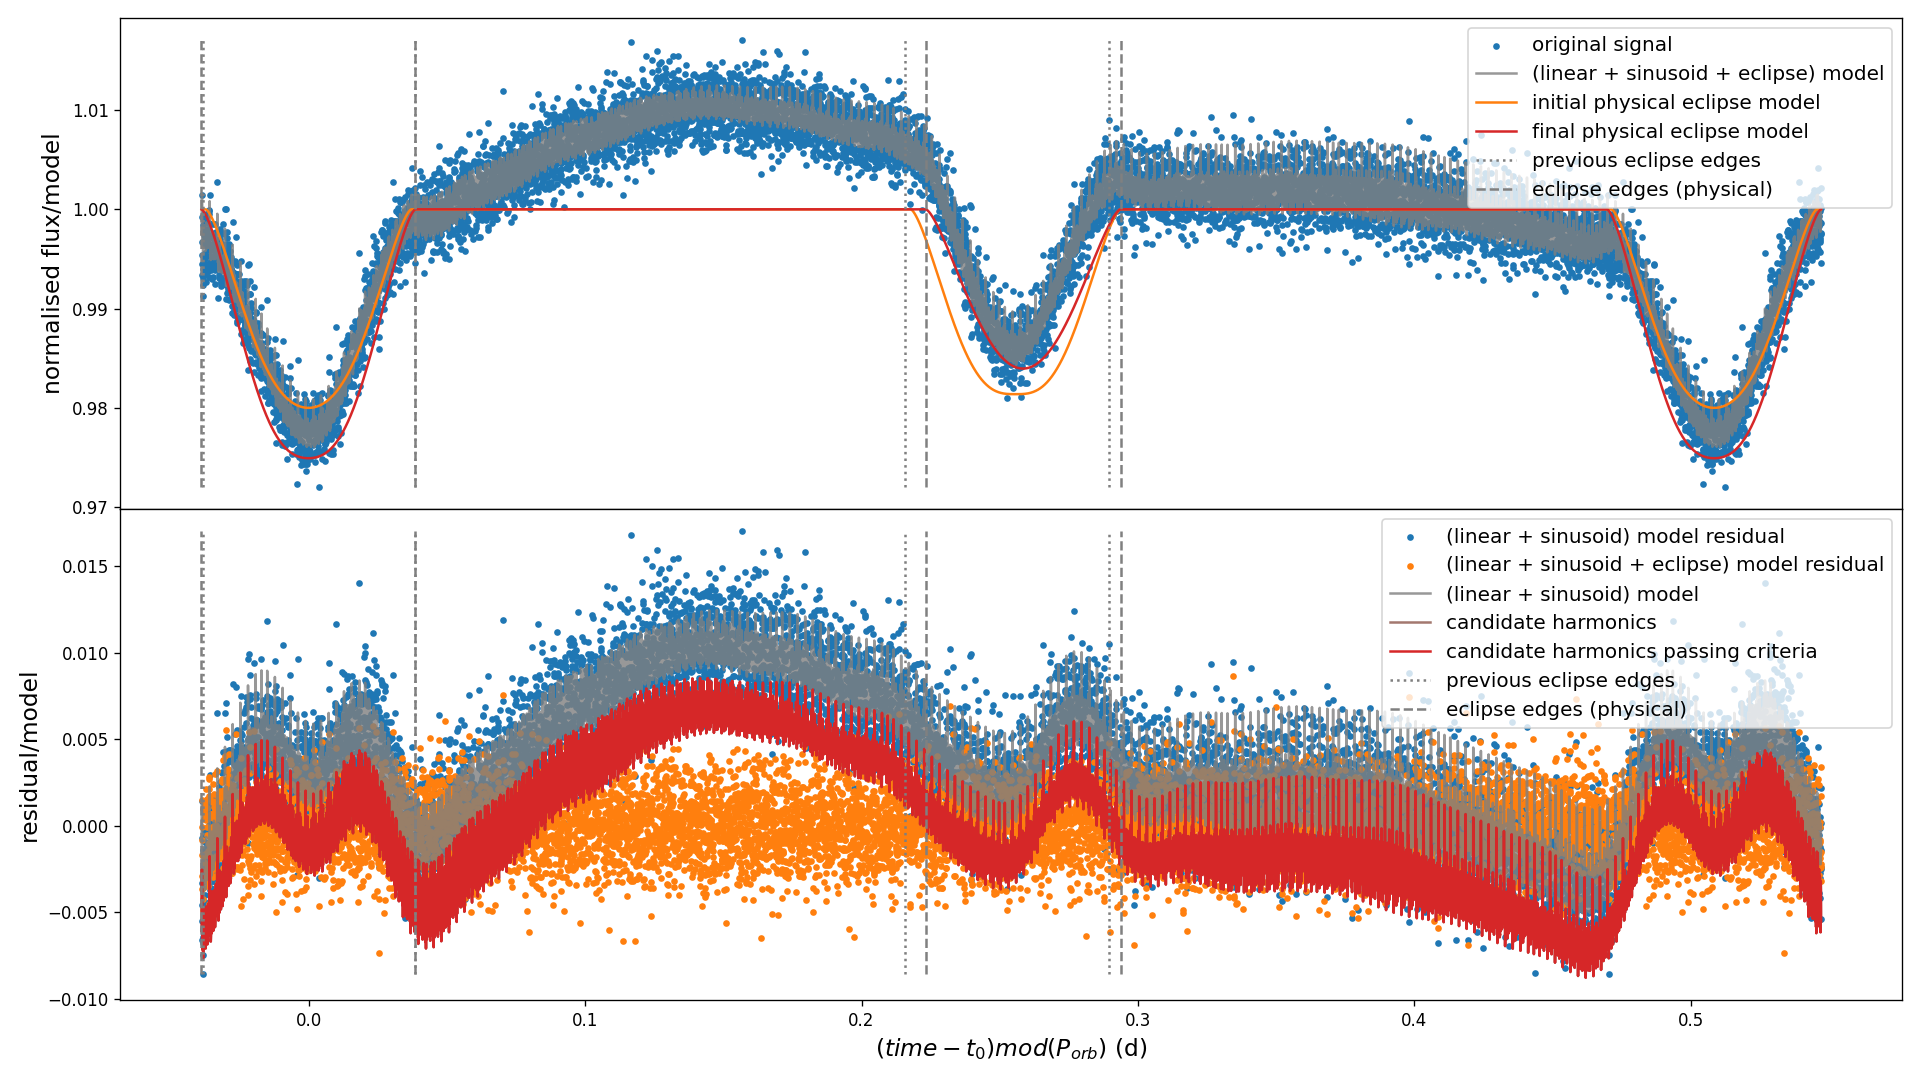 original signal
(linear + sinusoid + eclipse) model
initial physical eclipse model
final physical eclipse model
previous eclipse edges
eclipse edges (physical)
normalised flux/model
1.01
1.00
0.99
0.98
0.97
(linear + sinusoid) model residual
(linear + sinusoid + eclipse) model residual
(linear + sinusoid) model
candidate harmonics
candidate harmonics passing criteria
previous eclipse edges
eclipse edges (physical)
residual/model
0.015
0.010
0.005
0.000
−0.005
−0.010
0.0 0.1 0.2 0.3 0.4 0.5
(time − t₀)mod(Pₒᵣb) (d)